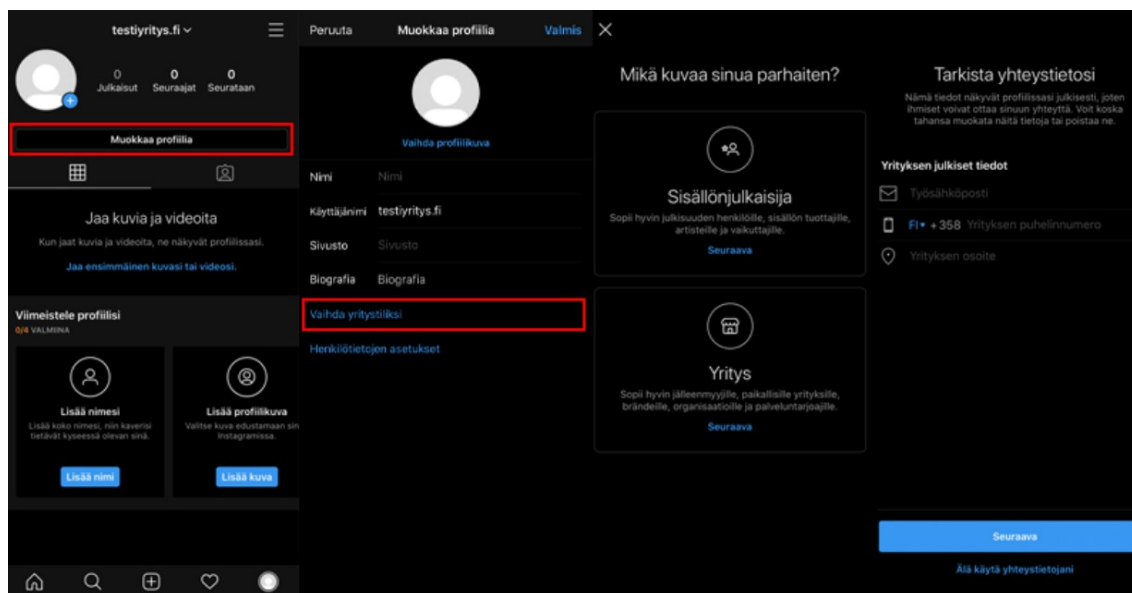 testiyritys.fi
0 0 0
Julkaisut Seuraajat Seurataan
Muokkaa profiilia
Jaa kuvia ja videoita
Kun jaat kuvia ja videoita, ne näkyvät profiilissasi.
Jaa ensimmäinen kuvasi tai videosi.
Viimeistele profiilisi
0/4 VALMIINA
Lisää nimesi
Lisää koko nimesi, niin kaverisi
tietävät kyseessä olevan sinä.
Lisää nimi
Lisää profiilikuva
Valitse kuva edustamaan sin
Instagramissa.
Lisää kuva
Peruuta Muokkaa profiilia Valmis
Vaihda profiilikuva
Nimi Nimi
Käyttäjänimi testiyritys.fi
Sivusto Sivusto
Biografia Biografia
Vaihda yritystiliksi
Henkilötietojen asetukset
Mikä kuvaa sinua parhaiten?
Sisällönjulkaisija
Sopii hyvin julkisuuden henkilöille, sisällön tuottajille,
artisteille ja vaikuttajille.
Seuraava
Yritys
Sopii hyvin jälleenmyyjille, paikallisille yrityksille,
brändeille, organisaatioille ja palveluntarjoajille.
Seuraava
Tarkista yhteystietosi
Nämä tiedot näkyvät profiilissasi julkisesti, joten
ihmiset voivat ottaa sinuun yhteyttä. Voit koska
tahansa muokata näitä tietoja tai poistaa ne.
Yrityksen julkiset tiedot
Työsähköposti
FI +358 Yrityksen puhelinnumero
Yrityksen osoite
Seuraava
Älä käytä yhteystietojani